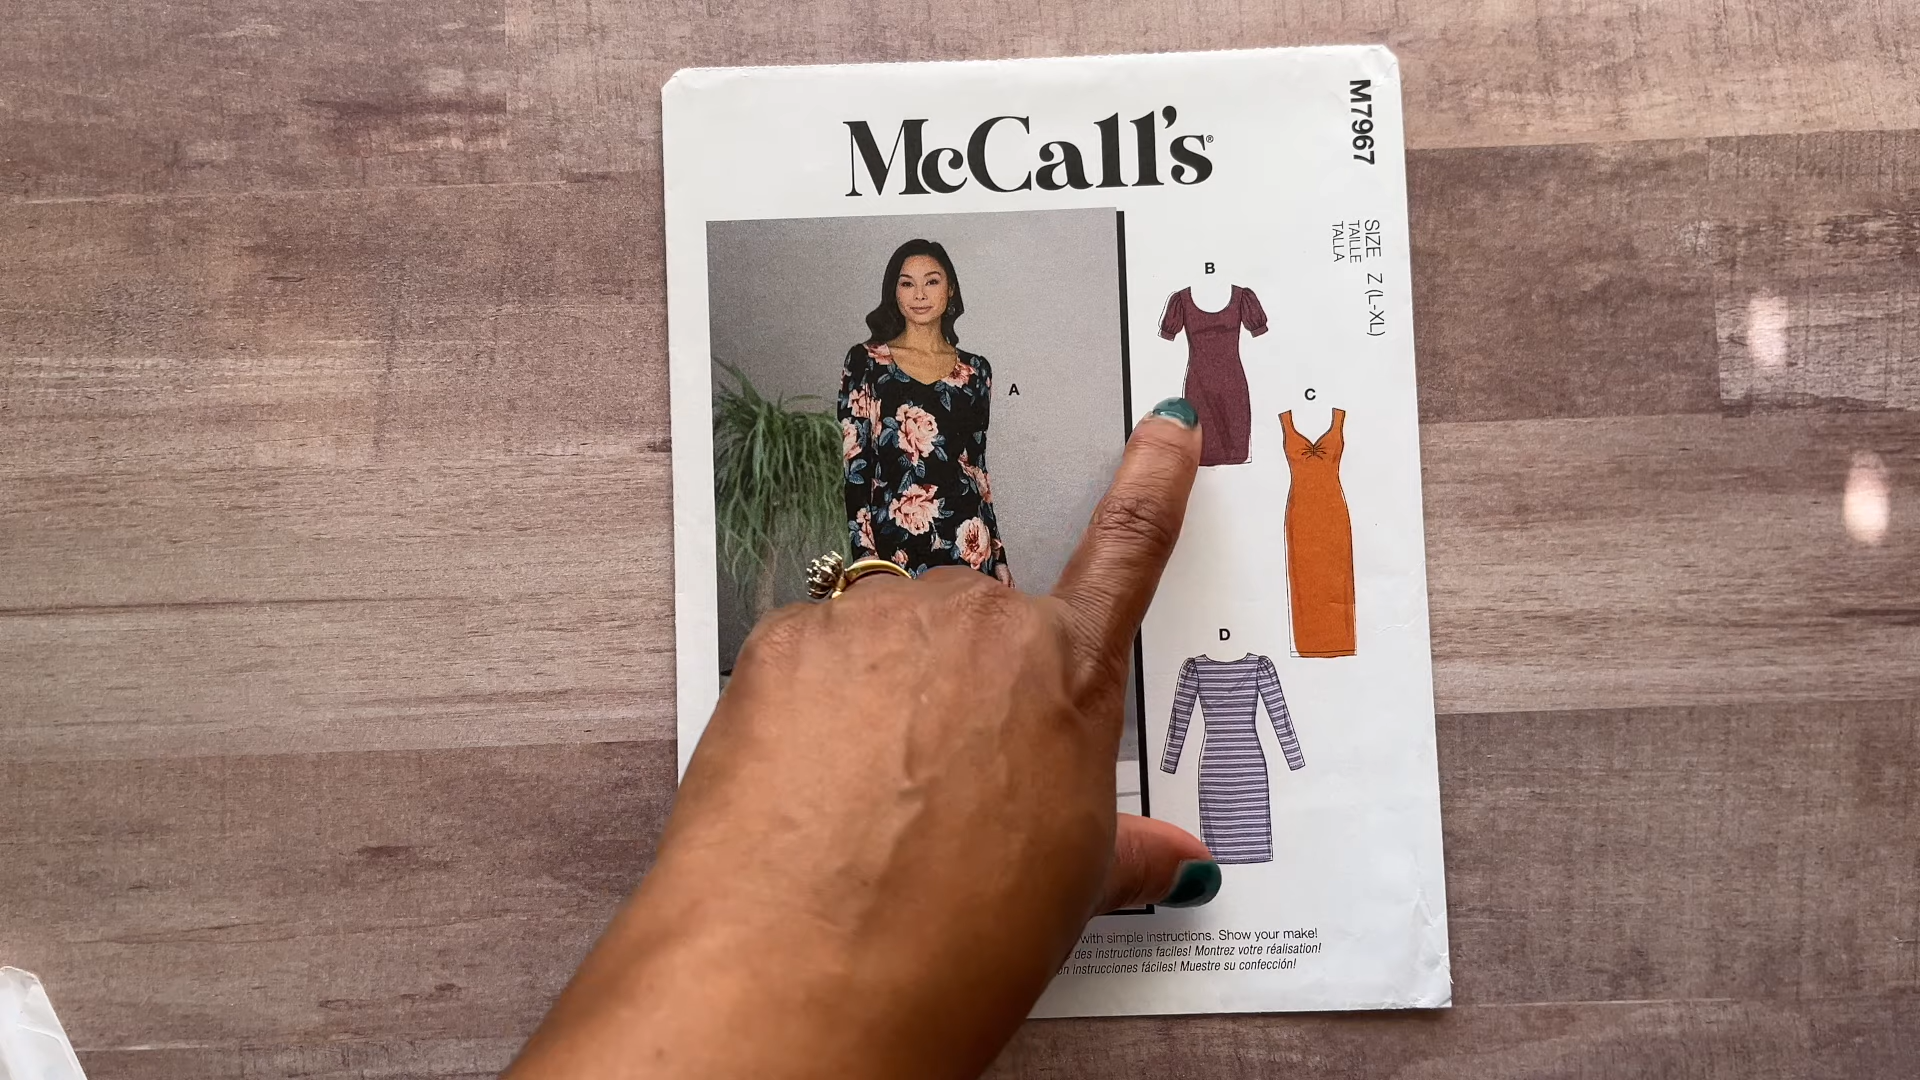 McCall's®
M7967
SIZE Z (L-XL)
TAILLE
TALLA
A
B
C
D
with simple instructions. Show your make!
des instructions faciles! Montrez votre réalisation!
instrucciones fáciles! Muestre su confección!